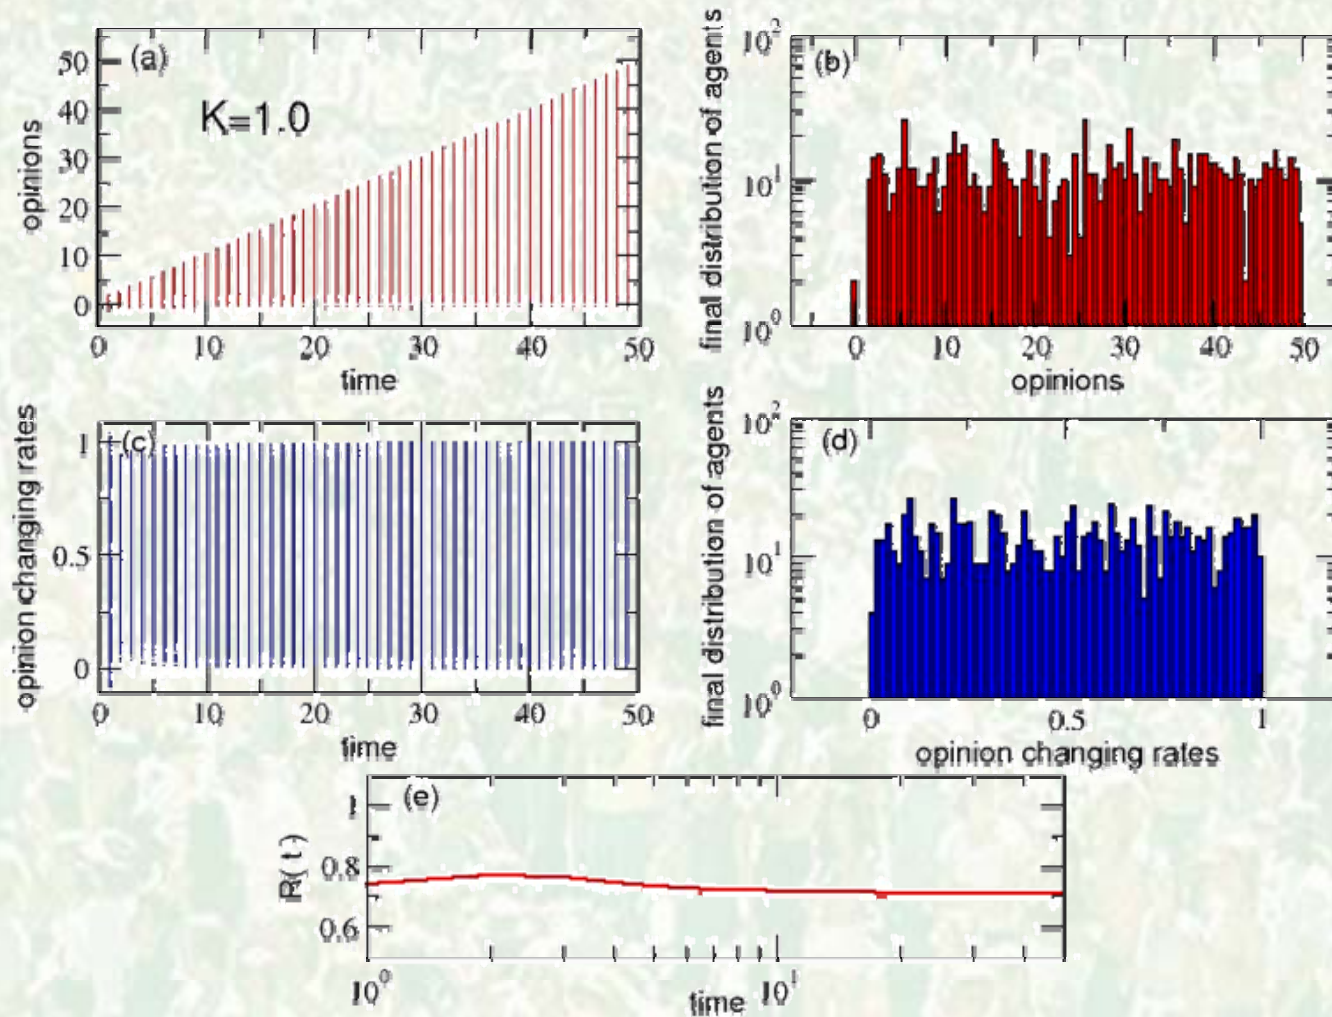 (a)
K=1.0
opinions
50
40
30
20
10
0
0 10 20 30 40 50
time
(b)
final distribution of agents
10²
10¹
10⁰
0 10 20 30 40 50
opinions
(c)
opinion changing rates
1
0.5
0
0 10 20 30 40 50
time
(d)
final distribution of agents
10²
10¹
10⁰
0 0.5 1
opinion changing rates
(e)
R(t)
1
0.8
0.6
10⁰ 10¹
time